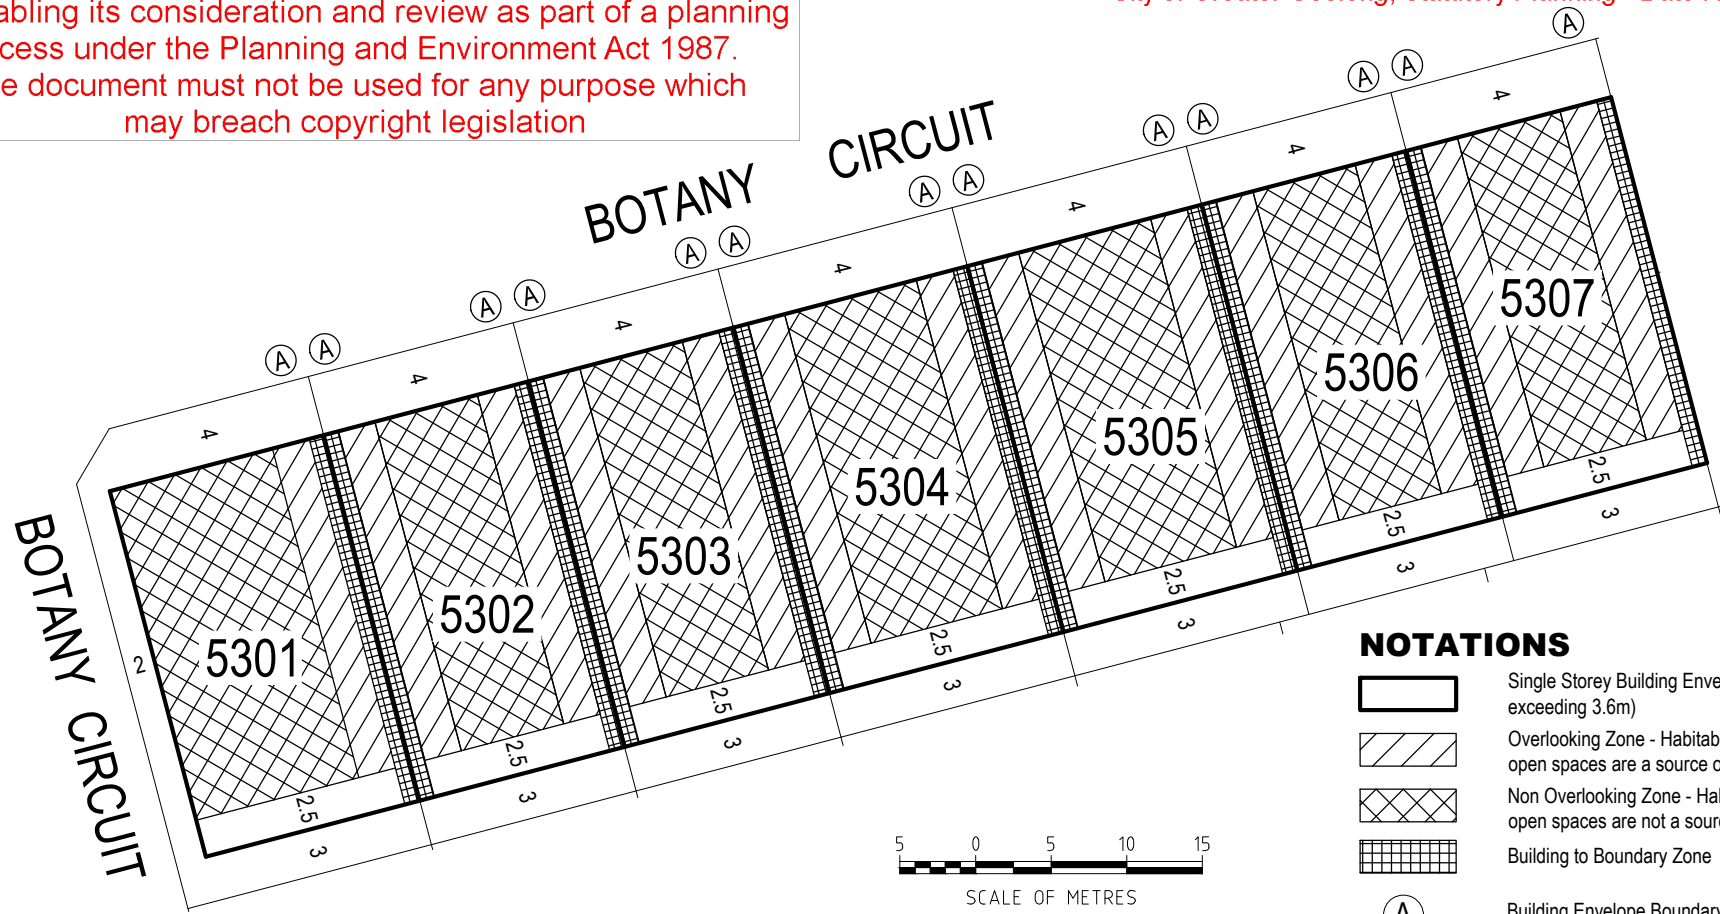 abling its consideration and review as part of a planning
cess under the Planning and Environment Act 1987.
e document must not be used for any purpose which
may breach copyright legislation
BOTANY CIRCUIT
BOTANY CIRCUIT
A
A A
A A
A A
A A
A A
A A
4
4
4
4
4
4
4
5301
5302
5303
5304
5305
5306
5307
2
2.5
2.5
2.5
2.5
2.5
2.5
2.5
3
3
3
3
3
3
3
5 0 5 10 15
SCALE OF METRES
NOTATIONS
Single Storey Building Enve
exceeding 3.6m)
Overlooking Zone - Habitab
open spaces are a source o
Non Overlooking Zone - Hal
open spaces are not a sourc
Building to Boundary Zone
A Building Envelope Boundary